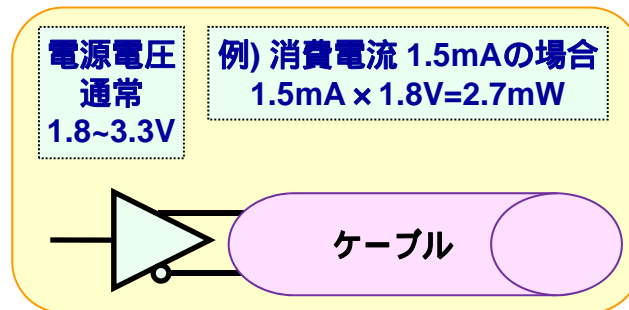 電源電圧
通常
1.8~3.3V
例) 消費電流 1.5mAの場合
1.5mA×1.8V=2.7mW
ケーブル